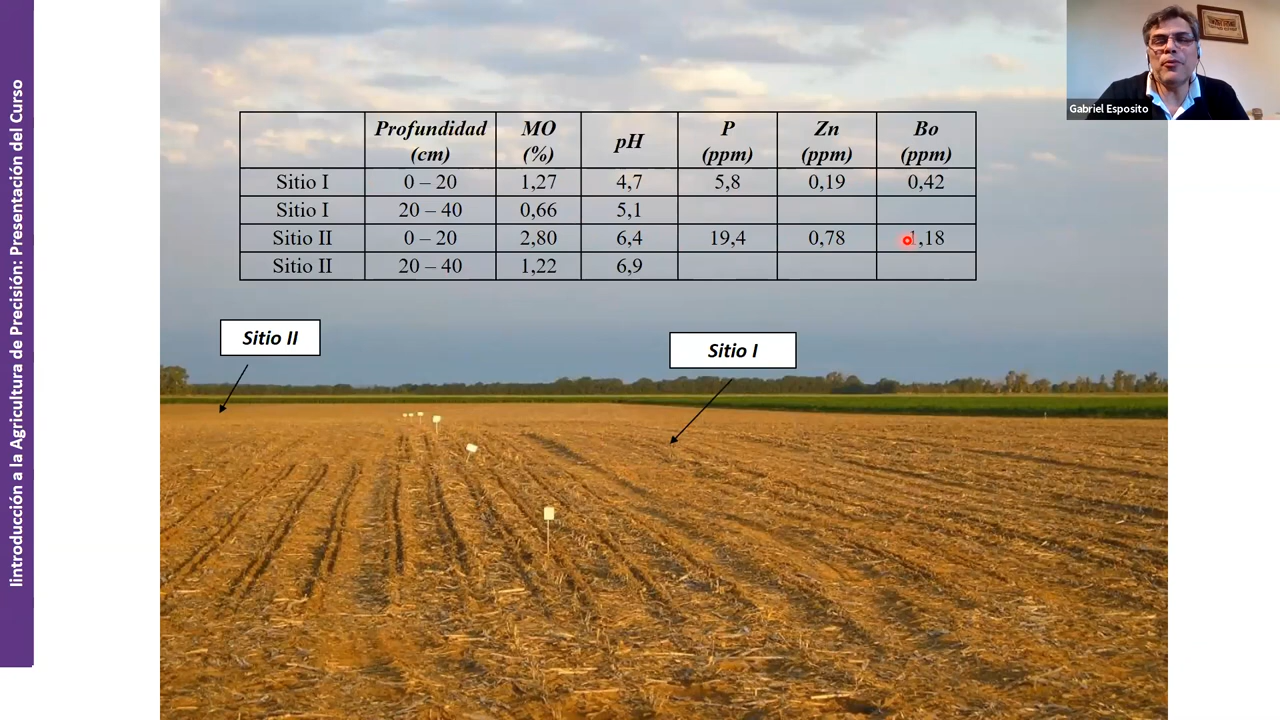 Iintroducción a la Agricultura de Precisión: Presentación del Curso
Gabriel Esposito
Profundidad (cm) MO (%) pH P (ppm) Zn (ppm) Bo (ppm)
Sitio I 0 – 20 1,27 4,7 5,8 0,19 0,42
Sitio I 20 – 40 0,66 5,1
Sitio II 0 – 20 2,80 6,4 19,4 0,78 1,18
Sitio II 20 – 40 1,22 6,9
Sitio II
Sitio I